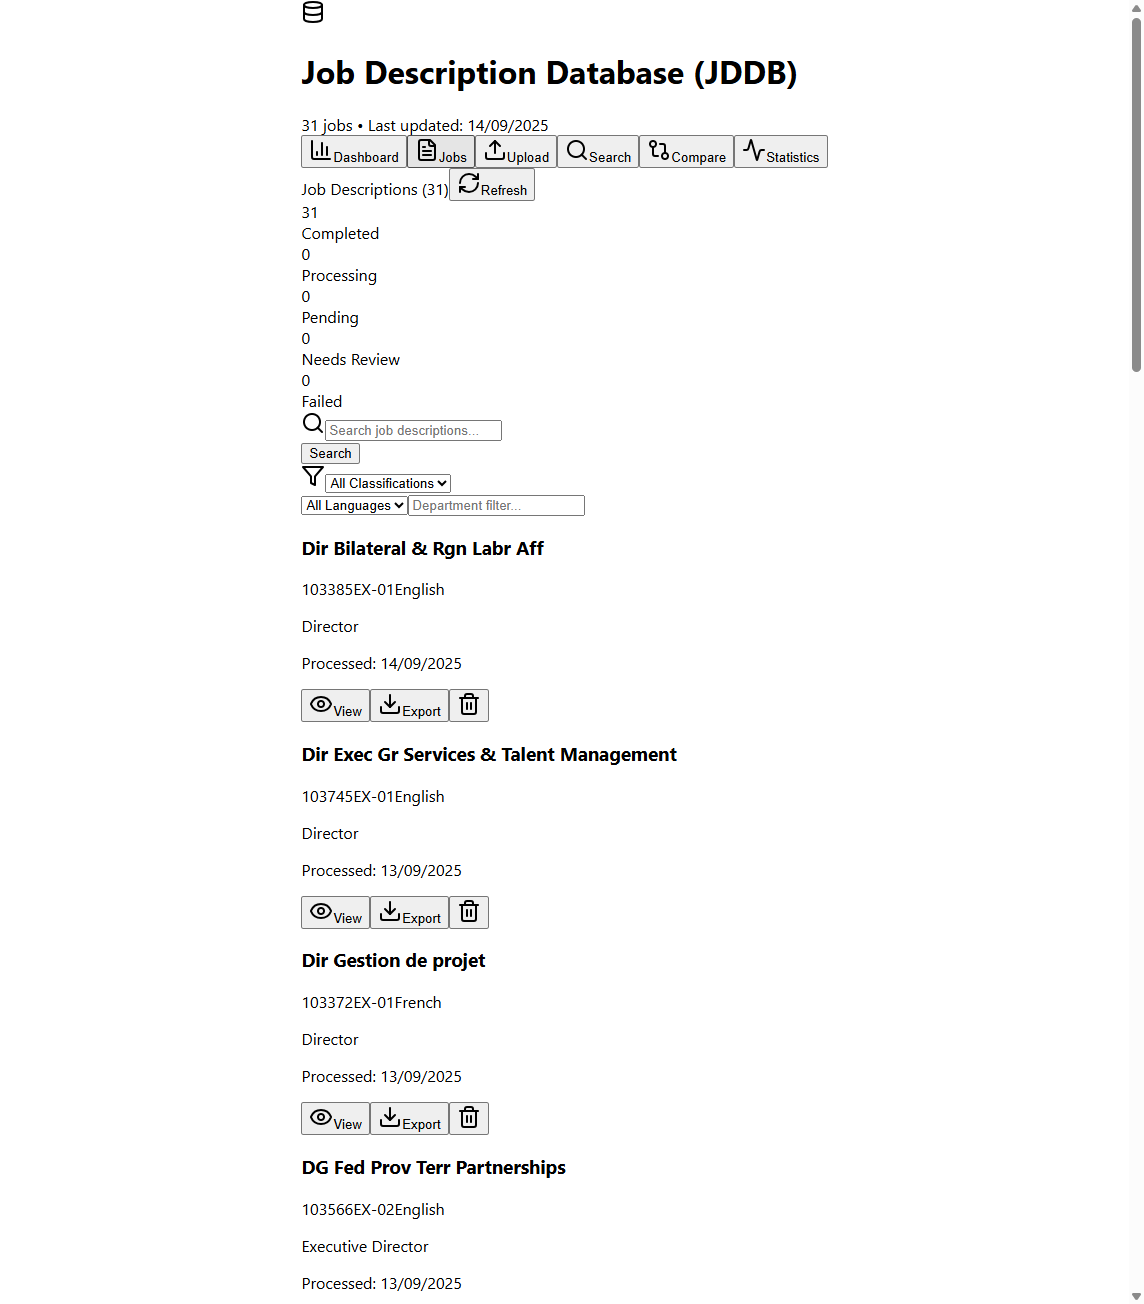 Job Description Database (JDDB)
31 jobs • Last updated: 14/09/2025
Dashboard Jobs Upload Search Compare Statistics
Job Descriptions (31) Refresh
31
Completed
0
Processing
0
Pending
0
Needs Review
0
Failed
Search job descriptions...
Search
All Classifications
All Languages Department filter...
Dir Bilateral & Rgn Labr Aff
103385EX-01English
Director
Processed: 14/09/2025
View Export
Dir Exec Gr Services & Talent Management
103745EX-01English
Director
Processed: 13/09/2025
View Export
Dir Gestion de projet
103372EX-01French
Director
Processed: 13/09/2025
View Export
DG Fed Prov Terr Partnerships
103566EX-02English
Executive Director
Processed: 13/09/2025